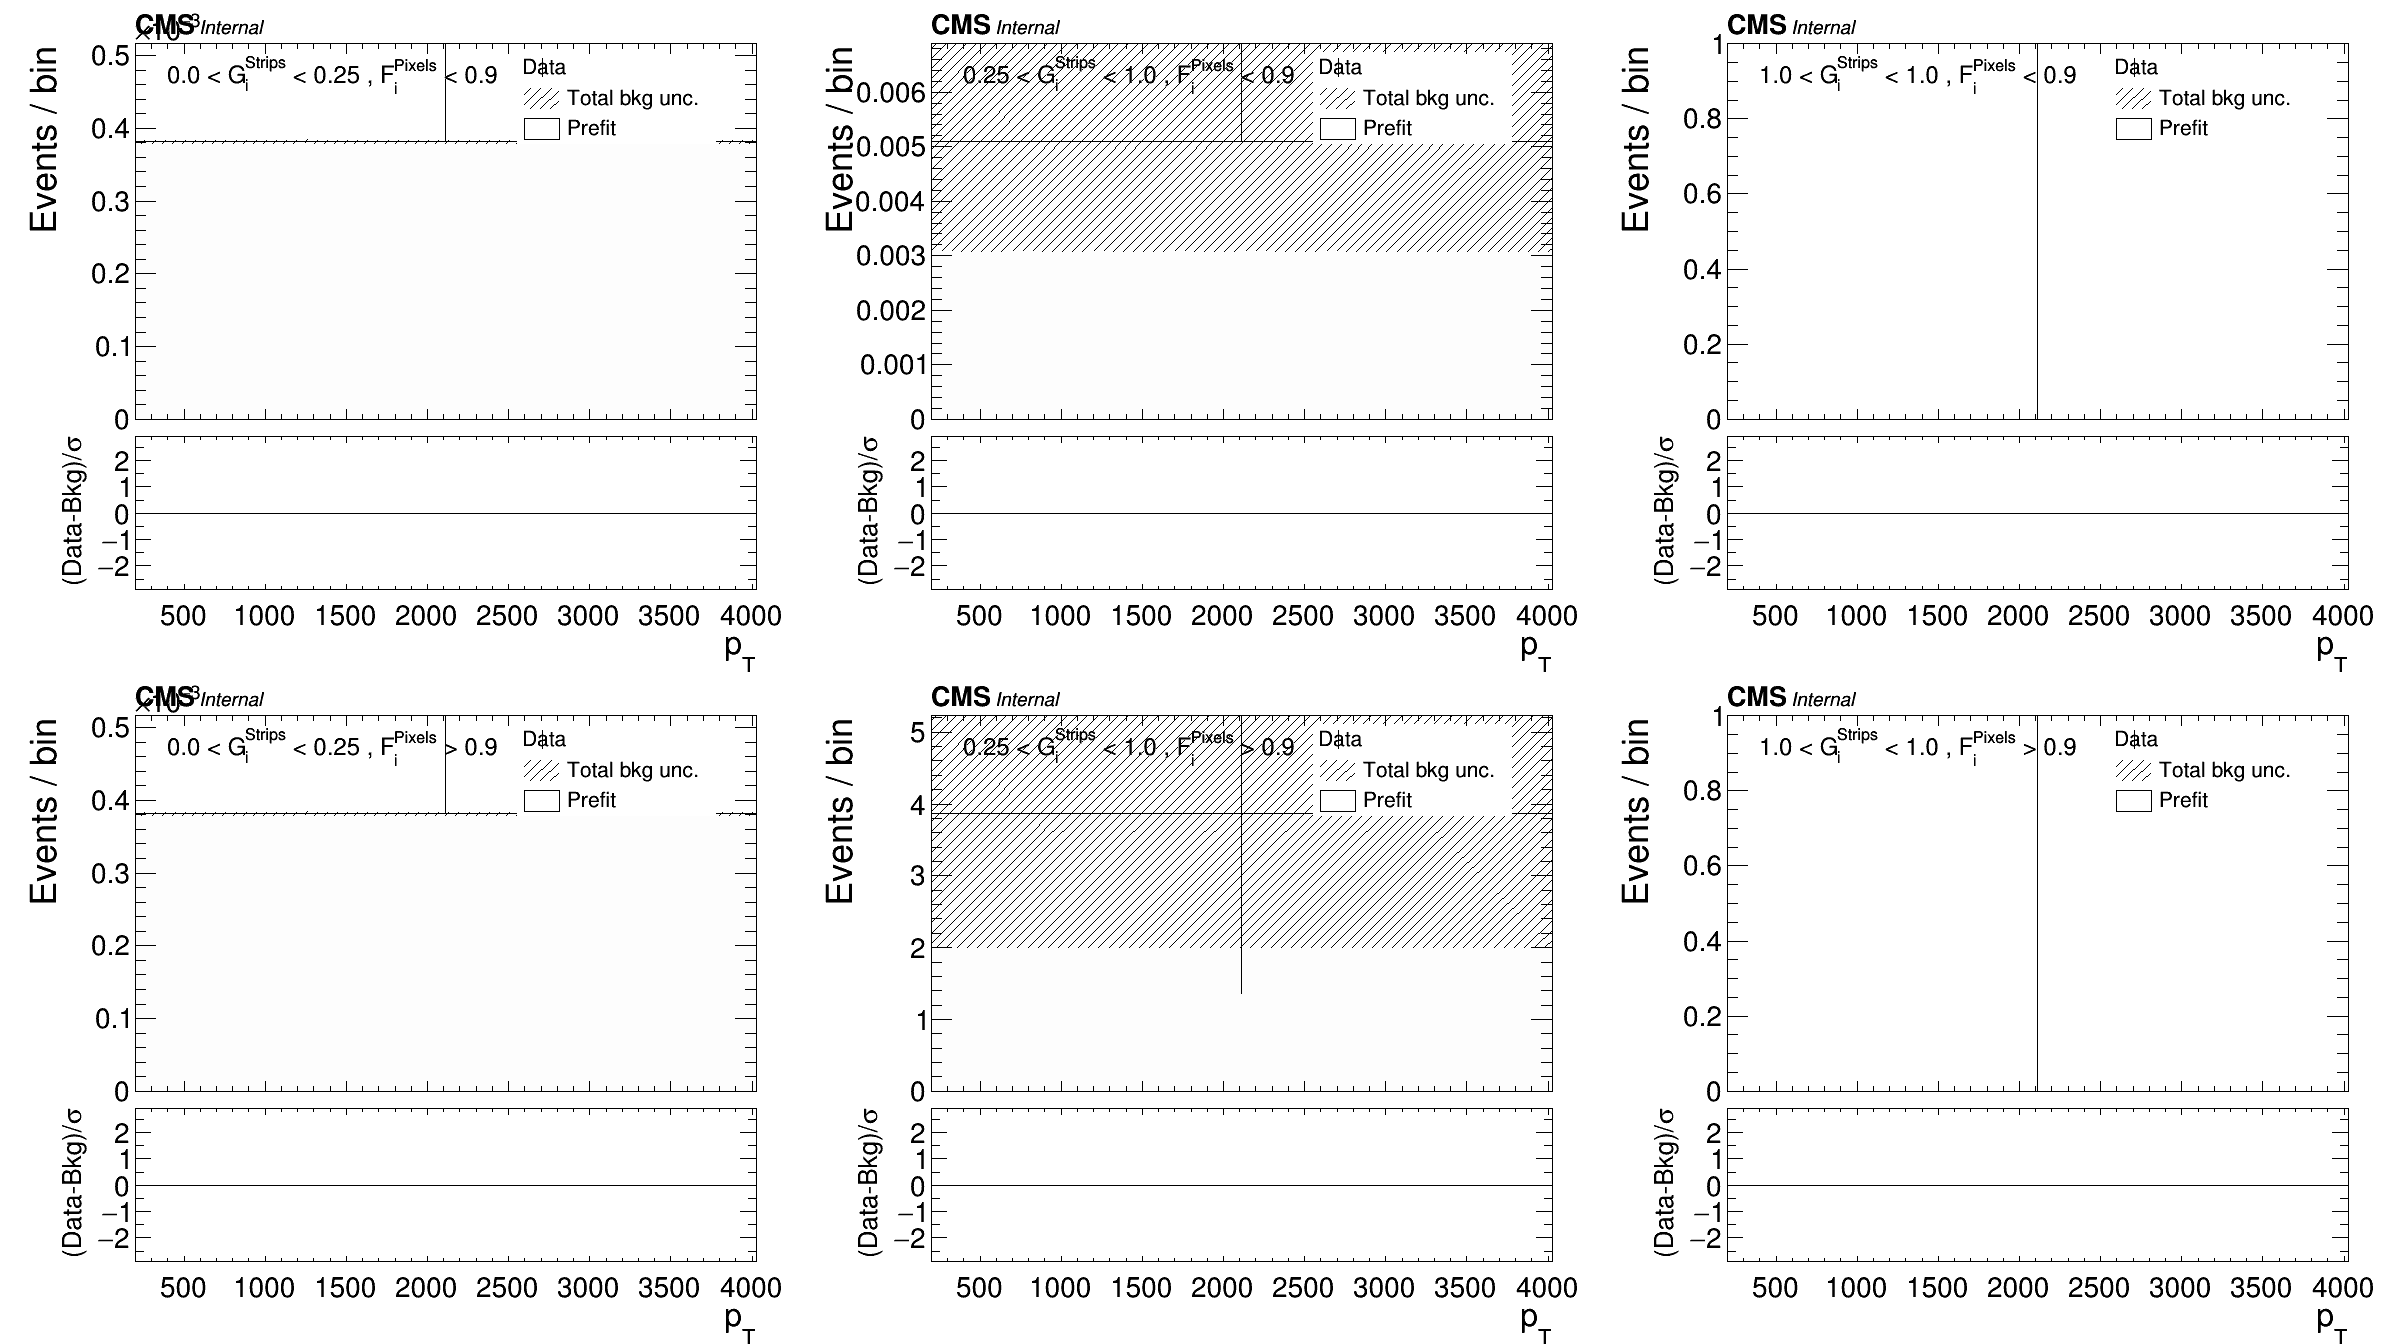 CMS Internal
×10⁻³
Events / bin
0.0 < G_i^Strips < 0.25 , F_i^Pixels < 0.9
Data
Total bkg unc.
Prefit
0.5
0.4
0.3
0.2
0.1
0
(Data-Bkg)/σ
2
1
0
−1
−2
500 1000 1500 2000 2500 3000 3500 4000
p_T
CMS Internal
Events / bin
0.25 < G_i^Strips < 1.0 , F_i^Pixels < 0.9
Data
Total bkg unc.
Prefit
0.006
0.005
0.004
0.003
0.002
0.001
0
(Data-Bkg)/σ
2
1
0
−1
−2
500 1000 1500 2000 2500 3000 3500 4000
p_T
CMS Internal
Events / bin
1.0 < G_i^Strips < 1.0 , F_i^Pixels < 0.9
Data
Total bkg unc.
Prefit
1
0.8
0.6
0.4
0.2
0
(Data-Bkg)/σ
2
1
0
−1
−2
500 1000 1500 2000 2500 3000 3500 4000
p_T
CMS Internal
×10⁻³
Events / bin
0.0 < G_i^Strips < 0.25 , F_i^Pixels > 0.9
Data
Total bkg unc.
Prefit
0.5
0.4
0.3
0.2
0.1
0
(Data-Bkg)/σ
2
1
0
−1
−2
500 1000 1500 2000 2500 3000 3500 4000
p_T
CMS Internal
Events / bin
0.25 < G_i^Strips < 1.0 , F_i^Pixels > 0.9
Data
Total bkg unc.
Prefit
5
4
3
2
1
0
(Data-Bkg)/σ
2
1
0
−1
−2
500 1000 1500 2000 2500 3000 3500 4000
p_T
CMS Internal
Events / bin
1.0 < G_i^Strips < 1.0 , F_i^Pixels > 0.9
Data
Total bkg unc.
Prefit
1
0.8
0.6
0.4
0.2
0
(Data-Bkg)/σ
2
1
0
−1
−2
500 1000 1500 2000 2500 3000 3500 4000
p_T